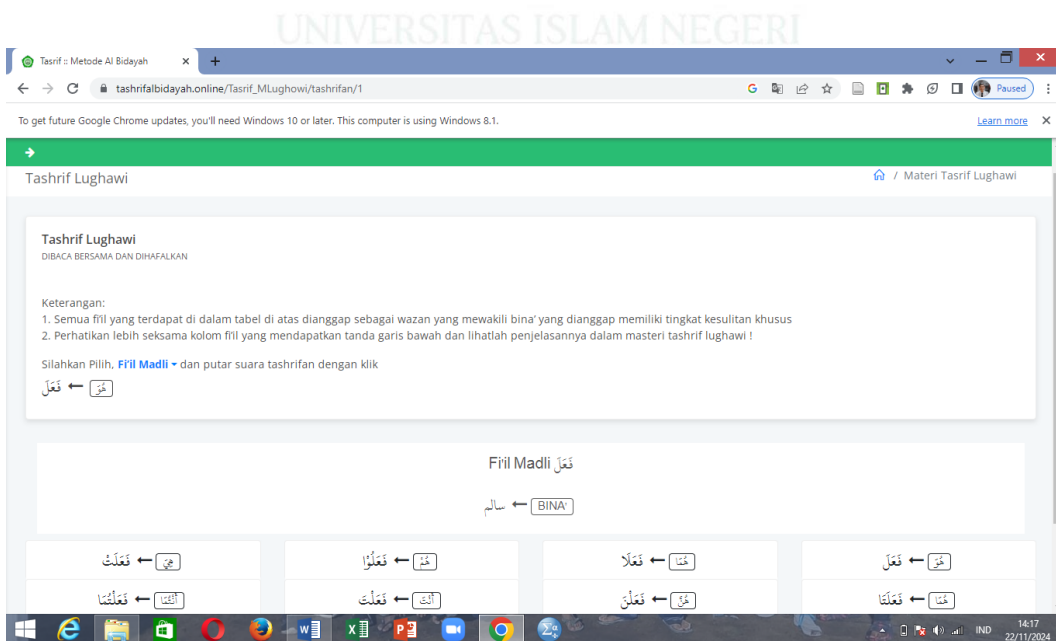 UNIVERSITAS ISLAM NEGERI
Tasrif :: Metode Al Bidayah
tashrifalbidayah.online/Tasrif_MLughowi/tashrifan/1
Paused
To get future Google Chrome updates, you'll need Windows 10 or later. This computer is using Windows 8.1.
Learn more
Tashrif Lughawi
/ Materi Tasrif Lughawi
Tashrif Lughawi
DIBACA BERSAMA DAN DIHAFALKAN
Keterangan:
1. Semua fi'il yang terdapat di dalam tabel di atas dianggap sebagai wazan yang mewakili bina' yang dianggap memiliki tingkat kesulitan khusus
2. Perhatikan lebih seksama kolom fi'il yang mendapatkan tanda garis bawah dan lihatlah penjelasannya dalam masteri tashrif lughawi !
Silahkan Pilih, Fi'il Madli dan putar suara tashrifan dengan klik
هُوَ ← فَعَلَ
Fi'il Madli فَعَلَ
BINA' ← سالم
هُوَ ← فَعَلَ
هُمَا ← فَعَلَا
هُمْ ← فَعَلُوْا
هِيَ ← فَعَلَتْ
هُمَا ← فَعَلَتَا
هُنَّ ← فَعَلْنَ
أَنْتَ ← فَعَلْتَ
أَنْتُمَا ← فَعَلْتُمَا
IND
14:17
22/11/2024